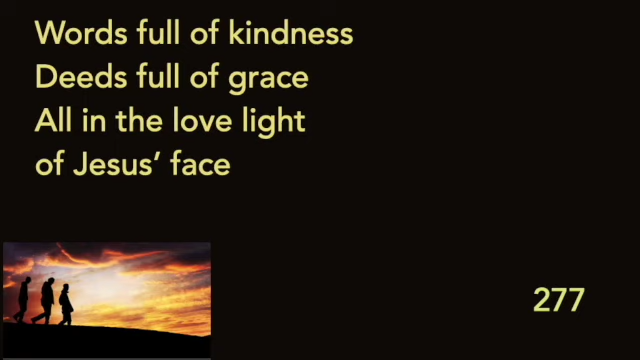 Words full of kindness
Deeds full of grace
All in the love light
of Jesus’ face
277